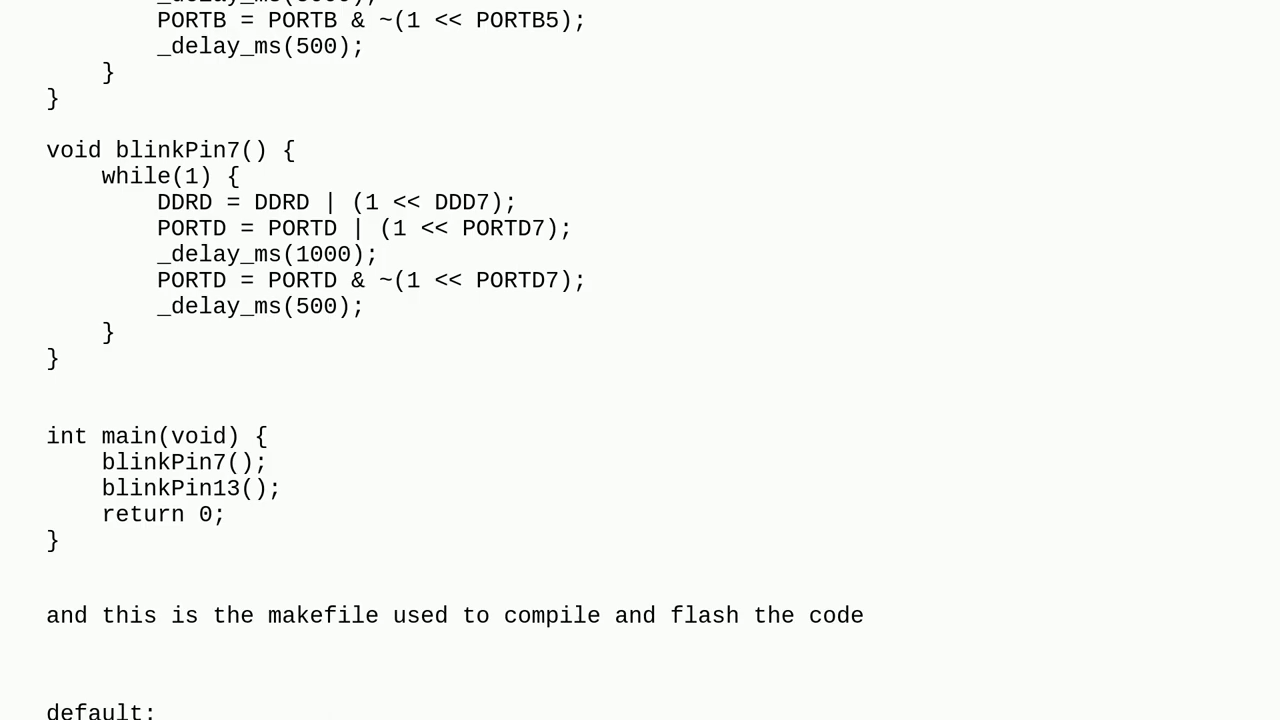 PORTB = PORTB & ~(1 << PORTB5);
_delay_ms(500);
}
}
void blinkPin7() {
while(1) {
DDRD = DDRD | (1 << DDD7);
PORTD = PORTD | (1 << PORTD7);
_delay_ms(1000);
PORTD = PORTD & ~(1 << PORTD7);
_delay_ms(500);
}
}
int main(void) {
blinkPin7();
blinkPin13();
return 0;
}
and this is the makefile used to compile and flash the code
default: